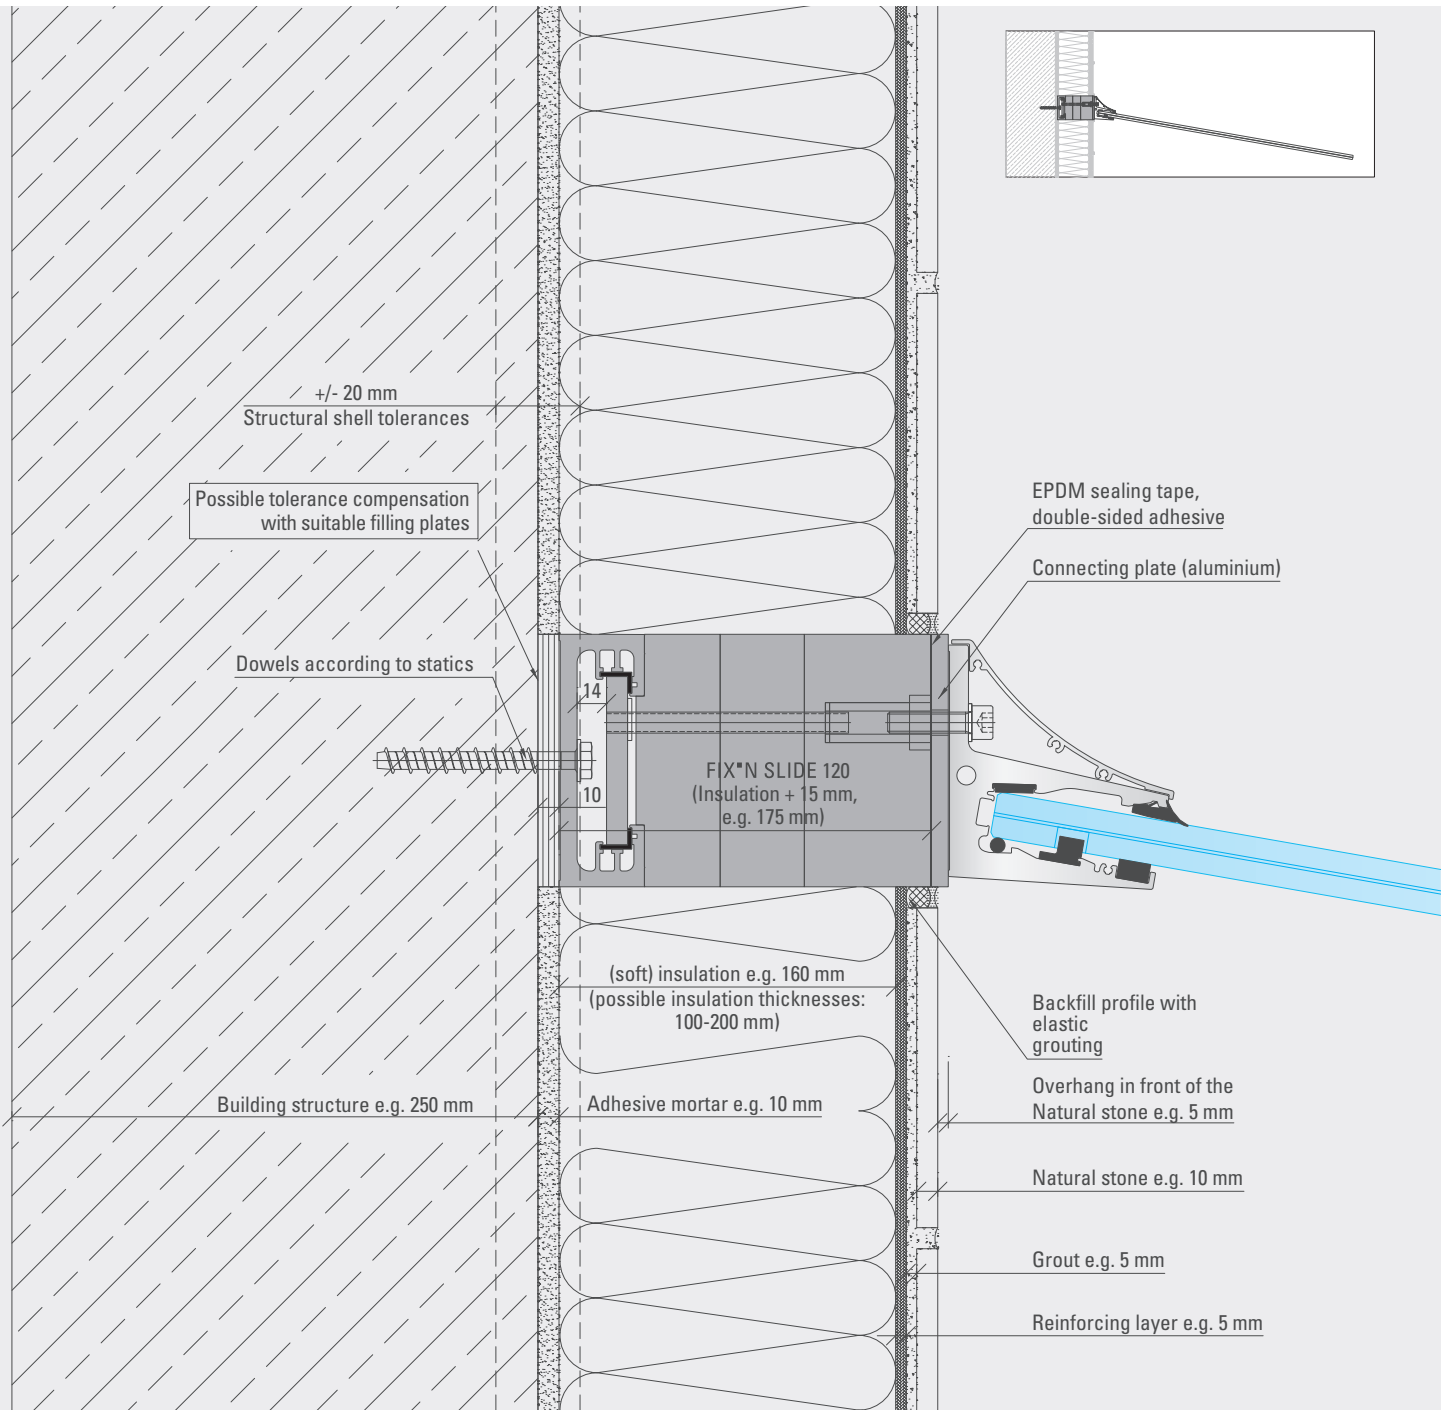 +/- 20 mm
Structural shell tolerances
Possible tolerance compensation
with suitable filling plates
EPDM sealing tape,
double-sided adhesive
Connecting plate (aluminium)
Dowels according to statics
14
10
FIX■N SLIDE 120
(Insulation + 15 mm,
e.g. 175 mm)
(soft) insulation e.g. 160 mm
(possible insulation thicknesses:
100-200 mm)
Backfill profile with
elastic
grouting
Building structure e.g. 250 mm
Adhesive mortar e.g. 10 mm
Overhang in front of the
Natural stone e.g. 5 mm
Natural stone e.g. 10 mm
Grout e.g. 5 mm
Reinforcing layer e.g. 5 mm